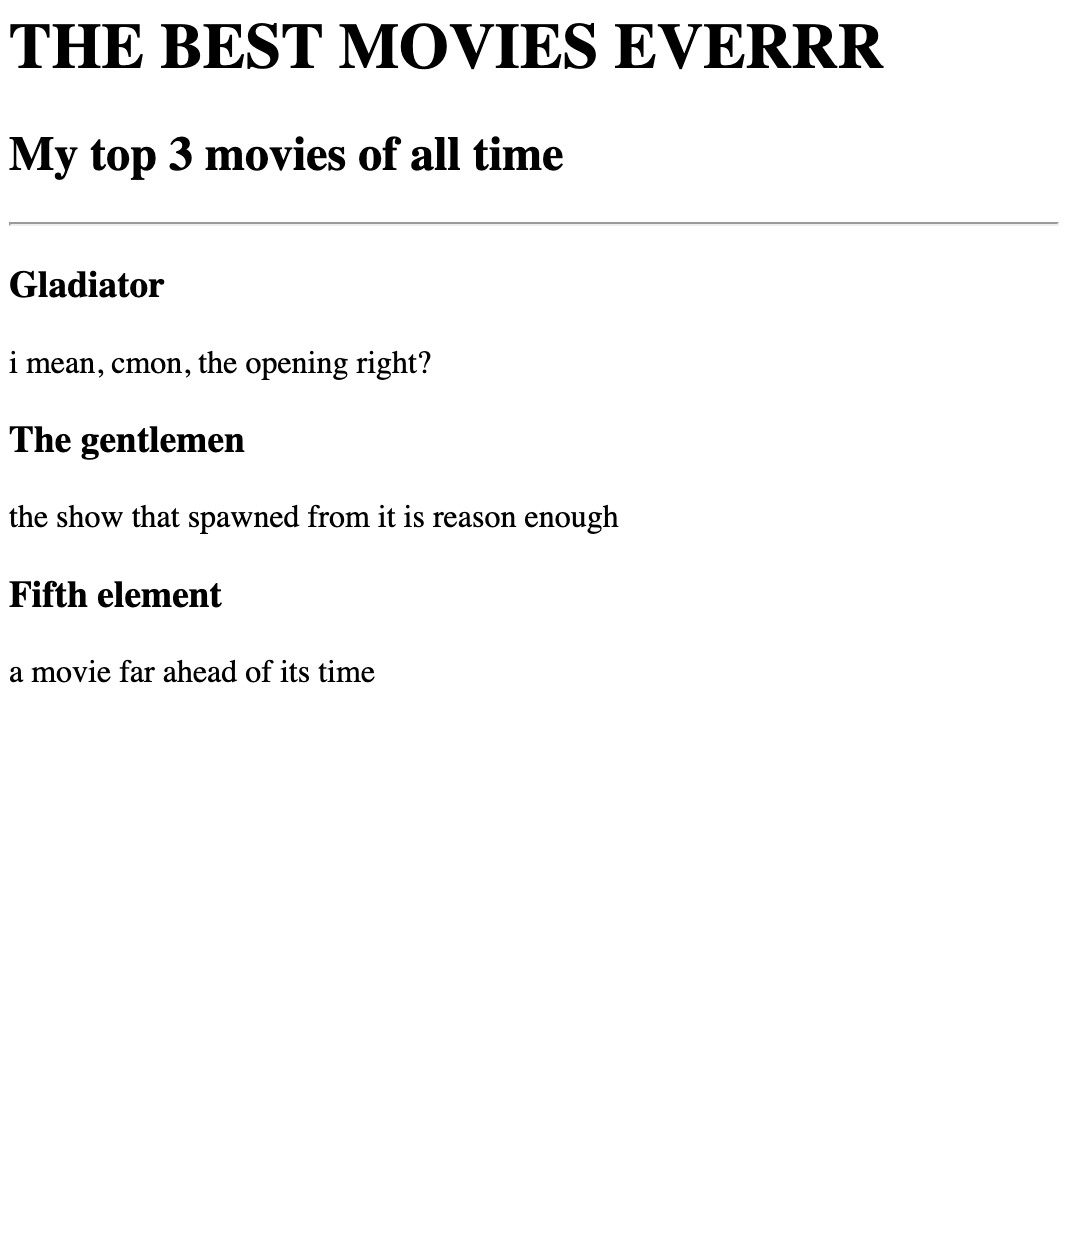 THE BEST MOVIES EVERRR
My top 3 movies of all time
Gladiator
i mean, cmon, the opening right?
The gentlemen
the show that spawned from it is reason enough
Fifth element
a movie far ahead of its time